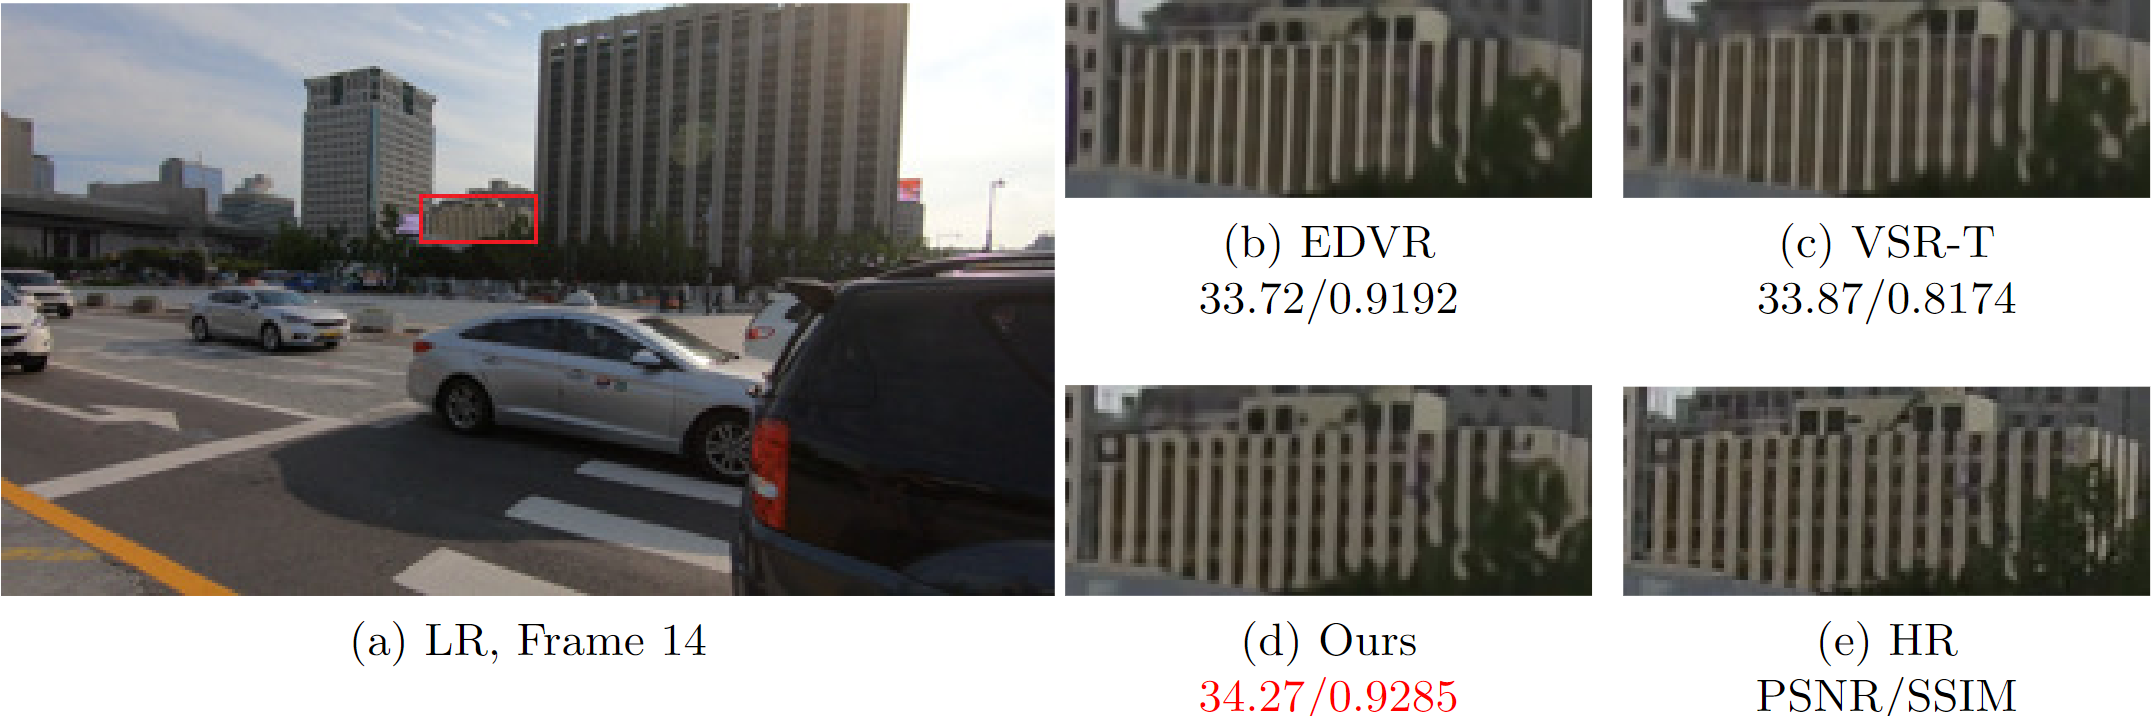 (b) EDVR
33.72/0.9192
(c) VSR-T
33.87/0.8174
(a) LR, Frame 14
(d) Ours
34.27/0.9285
(e) HR
PSNR/SSIM